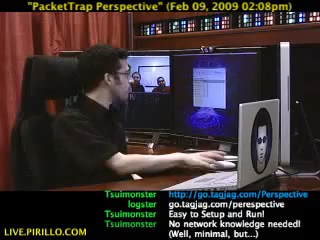 "PacketTrap Perspective" (Feb 09, 2009 02:08pm)
Tsuimonster http://go.tagjag.com/Perspective
logster go.tagjag.com/perespective
Tsuimonster Easy to Setup and Run!
Tsuimonster No network knowledge needed!
(Well, minimal, but...)
LIVE.PIRILLO.COM